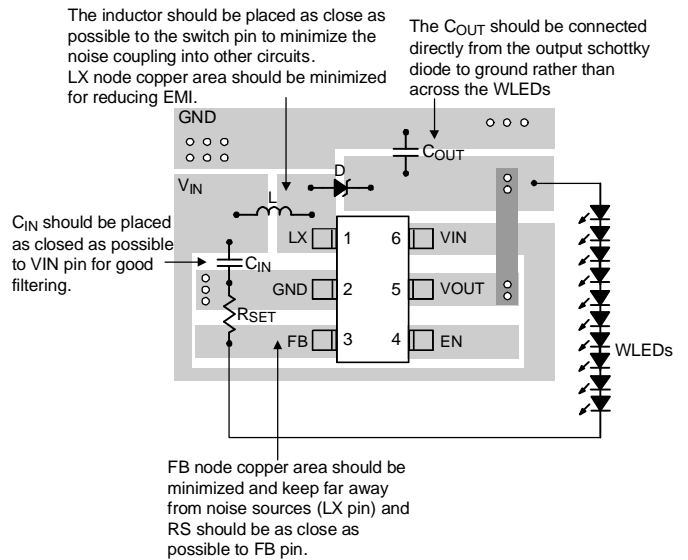 The inductor should be placed as close as
possible to the switch pin to minimize the
noise coupling into other circuits.
LX node copper area should be minimized
for reducing EMI.
The COUT should be connected
directly from the output schottky
diode to ground rather than
across the WLEDs
GND
COUT
D
VIN
L
CIN should be placed
as closed as possible
to VIN pin for good
filtering.
LX 1 6 VIN
CIN
GND 2 5 VOUT
RSET
FB 3 4 EN
WLEDs
FB node copper area should be
minimized and keep far away
from noise sources (LX pin) and
RS should be as close as
possible to FB pin.